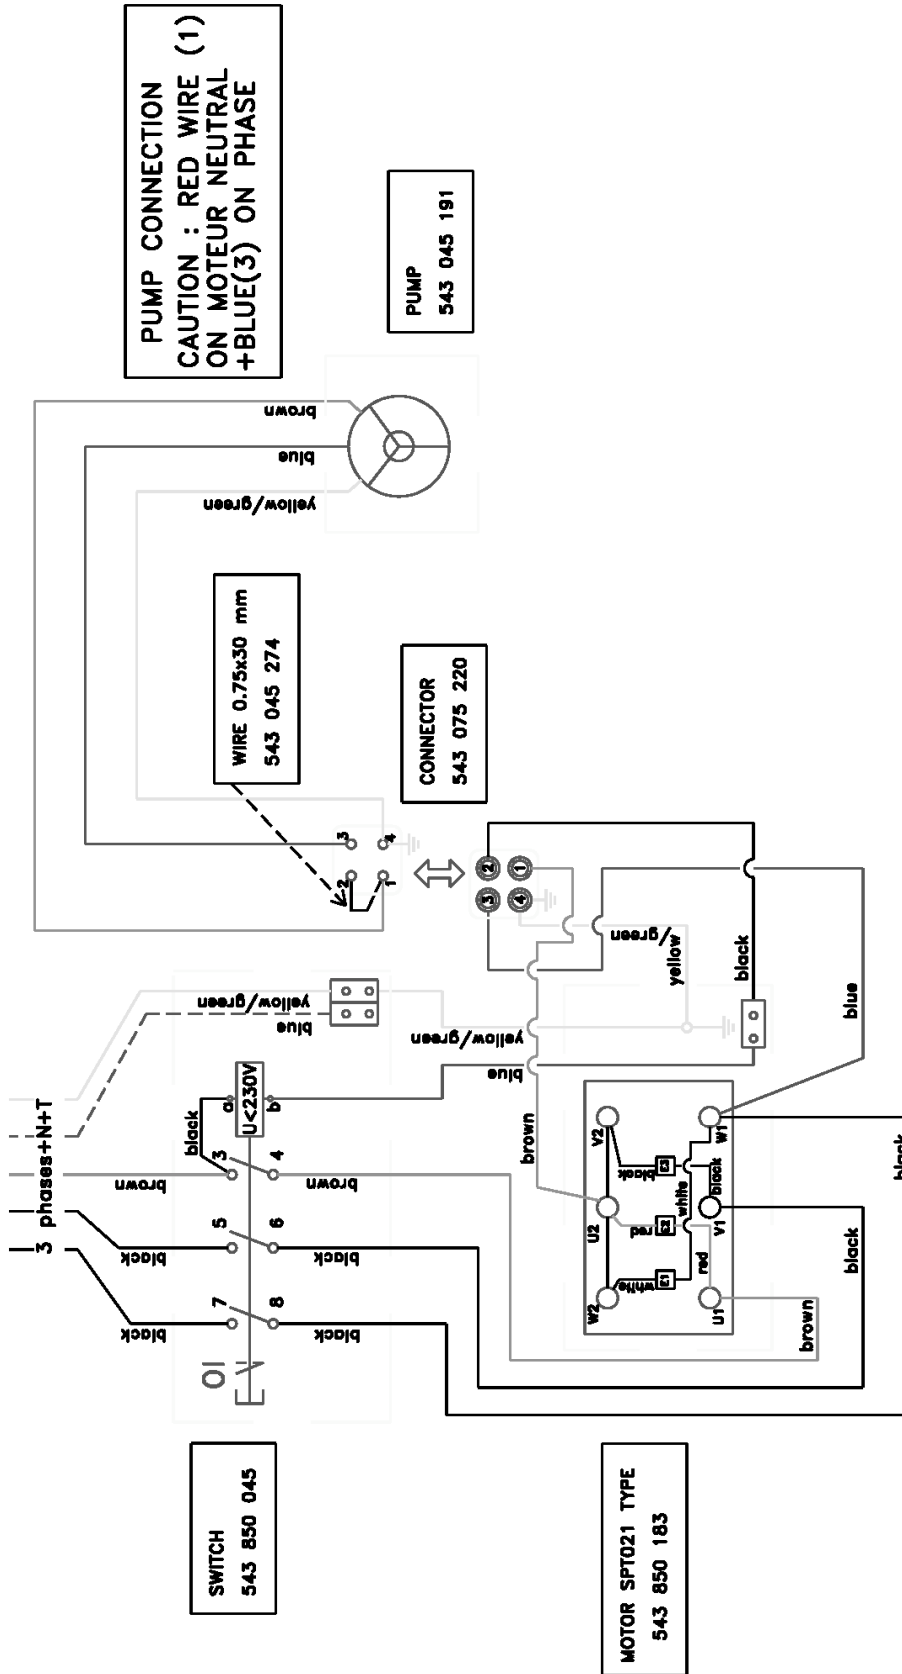 PUMP CONNECTION
CAUTION : RED WIRE (1)
ON MOTEUR NEUTRAL
+BLUE(3) ON PHASE
PUMP
543 045 191
brown
blue
yellow/green
WIRE 0.75x30 mm
543 045 274
CONNECTOR
543 075 220
3
4
2
1
2
1
3
4
yellow
/green
black
blue
yellow/green
blue
yellow/green
blue
3 phases+N+T
U<230V
a
b
black
brown
3
4
brown
black
5
6
black
black
7
8
black
OI
SWITCH
543 850 045
brown
V2
W1
U2
V1
W2
U1
E3
E2
E1
black
black
white
red
red
white
black
brown
black
MOTOR SPT021 TYPE
543 850 183